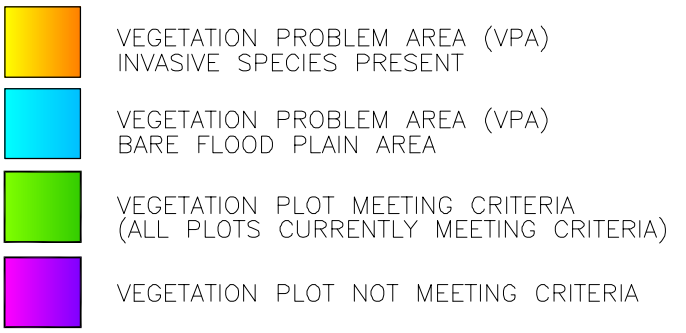 VEGETATION PROBLEM AREA (VPA)
INVASIVE SPECIES PRESENT
VEGETATION PROBLEM AREA (VPA)
BARE FLOOD PLAIN AREA
VEGETATION PLOT MEETING CRITERIA
(ALL PLOTS CURRENTLY MEETING CRITERIA)
VEGETATION PLOT NOT MEETING CRITERIA